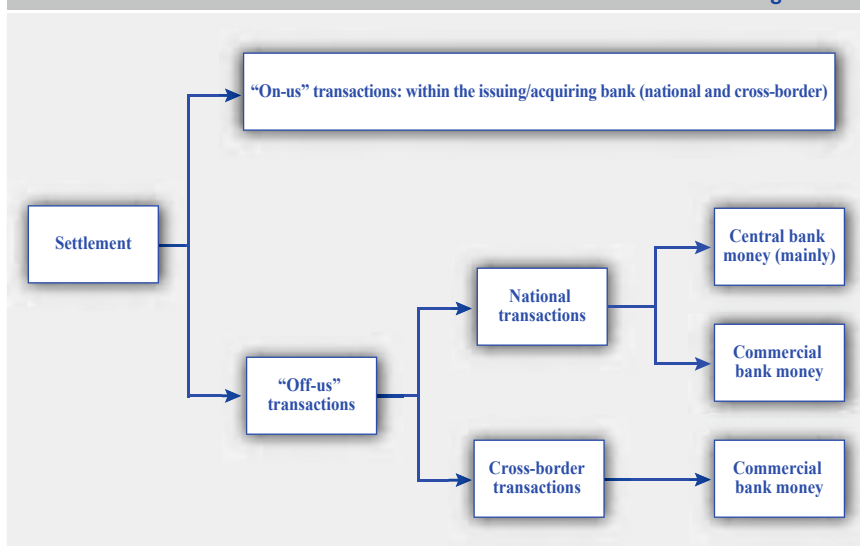 “On-us” transactions: within the issuing/acquiring bank (national and cross-border)
Settlement
Central bank
money (mainly)
National
transactions
Commercial
bank money
“Off-us”
transactions
Cross-border
transactions
Commercial
bank money